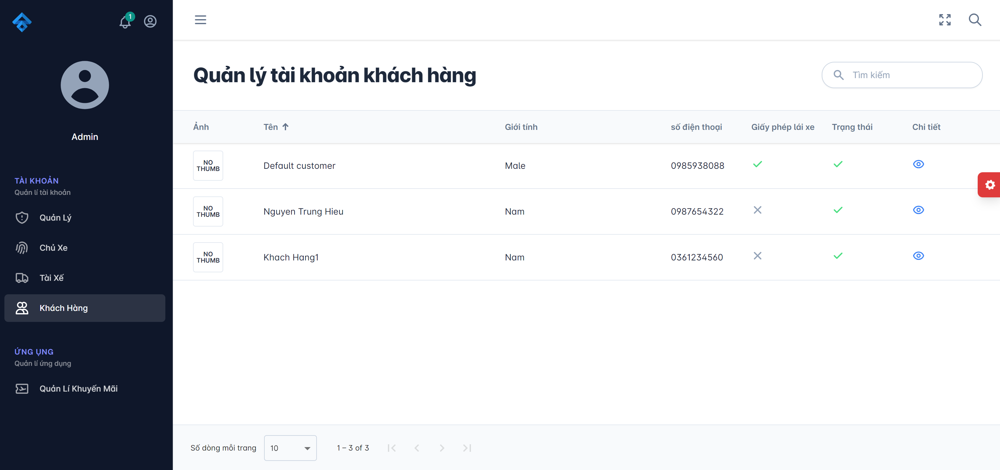 1
Admin
TÀI KHOẢN
Quản lí tài khoản
Quản Lý
Chủ Xe
Tài Xế
Khách Hàng
ỨNG ỤNG
Quản lí ứng dụng
Quản Lí Khuyến Mãi
Quản lý tài khoản khách hàng
Tìm kiếm
Ảnh Tên Giới tính số điện thoại Giấy phép lái xe Trạng thái Chi tiết
NO
THUMB
Default customer Male 0985938088
NO
THUMB
Nguyen Trung Hieu Nam 0987654322
NO
THUMB
Khach Hang1 Nam 0361234560
Số dòng mỗi trang 10 1 – 3 of 3